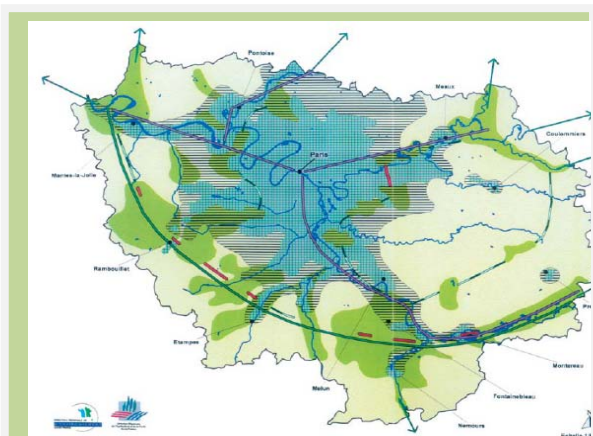 Pontoise
Meaux
Coulommiers
Paris
Mantes-la-Jolie
Rambouillet
Etampes
Montereau
Fontainebleau
Melun
Nemours